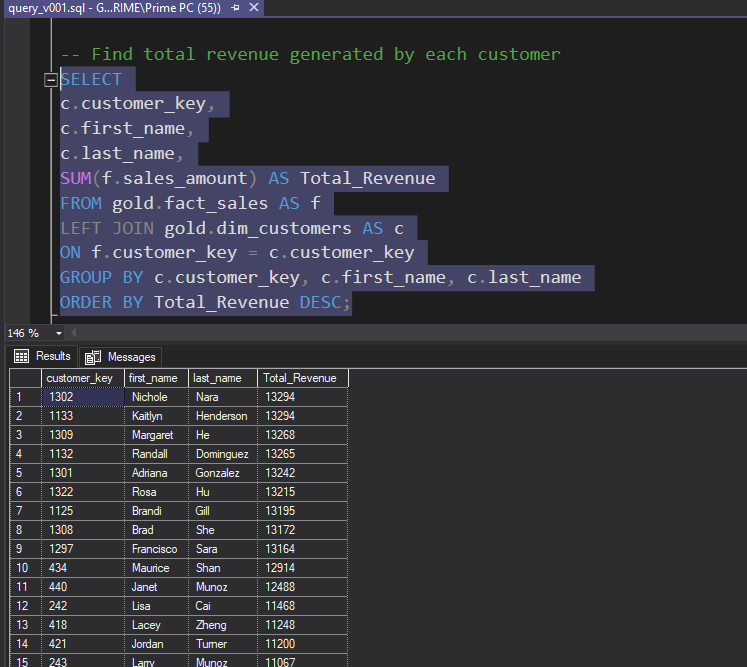 query_v001.sql - G...RIME\Prime PC (55))
-- Find total revenue generated by each customer
SELECT
c.customer_key,
c.first_name,
c.last_name,
SUM(f.sales_amount) AS Total_Revenue
FROM gold.fact_sales AS f
LEFT JOIN gold.dim_customers AS c
ON f.customer_key = c.customer_key
GROUP BY c.customer_key, c.first_name, c.last_name
ORDER BY Total_Revenue DESC;
146 %
Results Messages
customer_key first_name last_name Total_Revenue
1 1302 Nichole Nara 13294
2 1133 Kaitlyn Henderson 13294
3 1309 Margaret He 13268
4 1132 Randall Dominguez 13265
5 1301 Adriana Gonzalez 13242
6 1322 Rosa Hu 13215
7 1125 Brandi Gill 13195
8 1308 Brad She 13172
9 1297 Francisco Sara 13164
10 434 Maurice Shan 12914
11 440 Janet Munoz 12488
12 242 Lisa Cai 11468
13 418 Lacey Zheng 11248
14 421 Jordan Turner 11200
15 243 Larry Munoz 11067